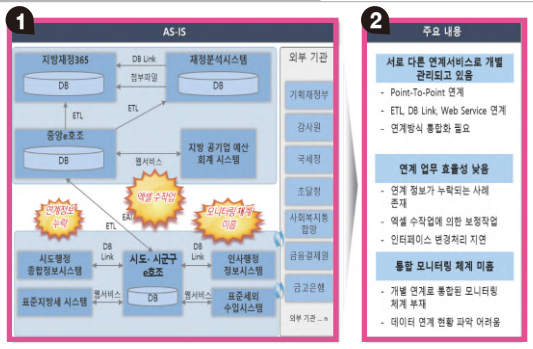 1
AS-IS
지방재정365
DB
DB Link
첨부파일
재정분석시스템
DB
ETL
ETL
중앙e호조
DB
웹서비스
지방 공기업 예산
회계 시스템
연계정보
누락
엑셀 수작업
모니터링 체계
미흡
ETL
EAI
시도행정
종합정보시스템
DB
Link
시도· 시군구
e호조
DB
DB
Link
인사행정
정보시스템
표준지방세 시스템
웹서비스
웹서비스
표준세외
수입시스템
외부 기관
기획재정부
감사원
국세청
조달청
사회복지통
합망
금융결제원
금고은행
외부 기관 ... n
2
주요 내용
서로 다른 연계서비스로 개별
관리되고 있음
- Point-To-Point 연계
- ETL, DB Link, Web Service 연계
- 연계방식 통합화 필요
연계 업무 효율성 낮음
- 연계 정보가 누락되는 사례
존재
- 엑셀 수작업에 의한 보정작업
- 인터페이스 변경처리 지연
통합 모니터링 체계 미흡
- 개별 연계로 통합된 모니터링
체계 부재
- 데이터 연계 현황 파악 어려움